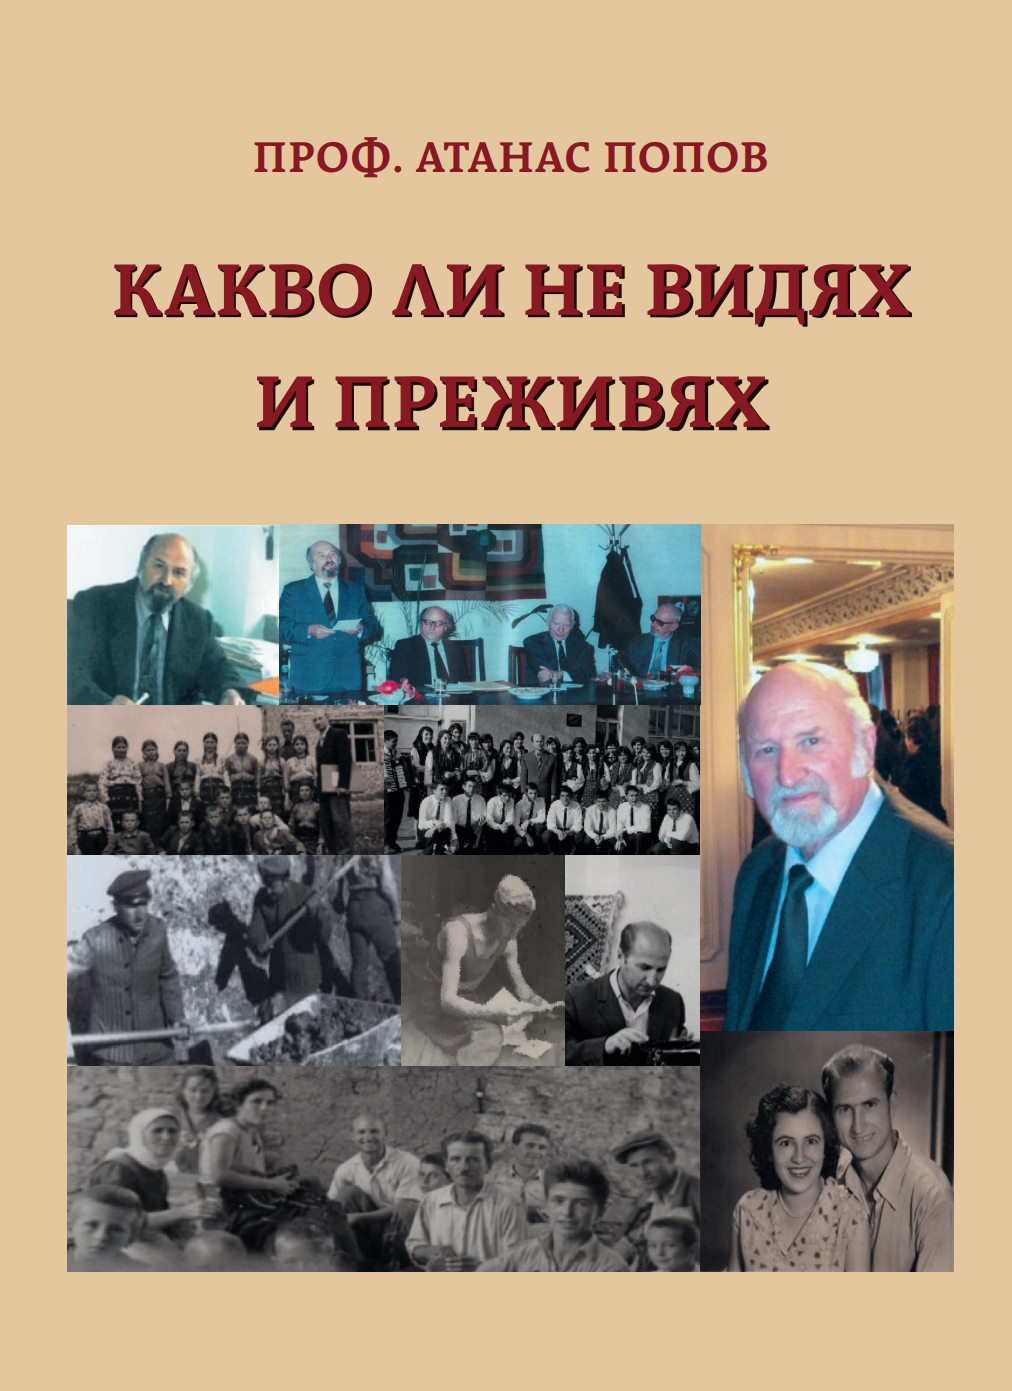 ПРОФ. АТАНАС ПОПОВ
КАКВО ЛИ НЕ ВИДЯХ
И ПРЕЖИВЯХ